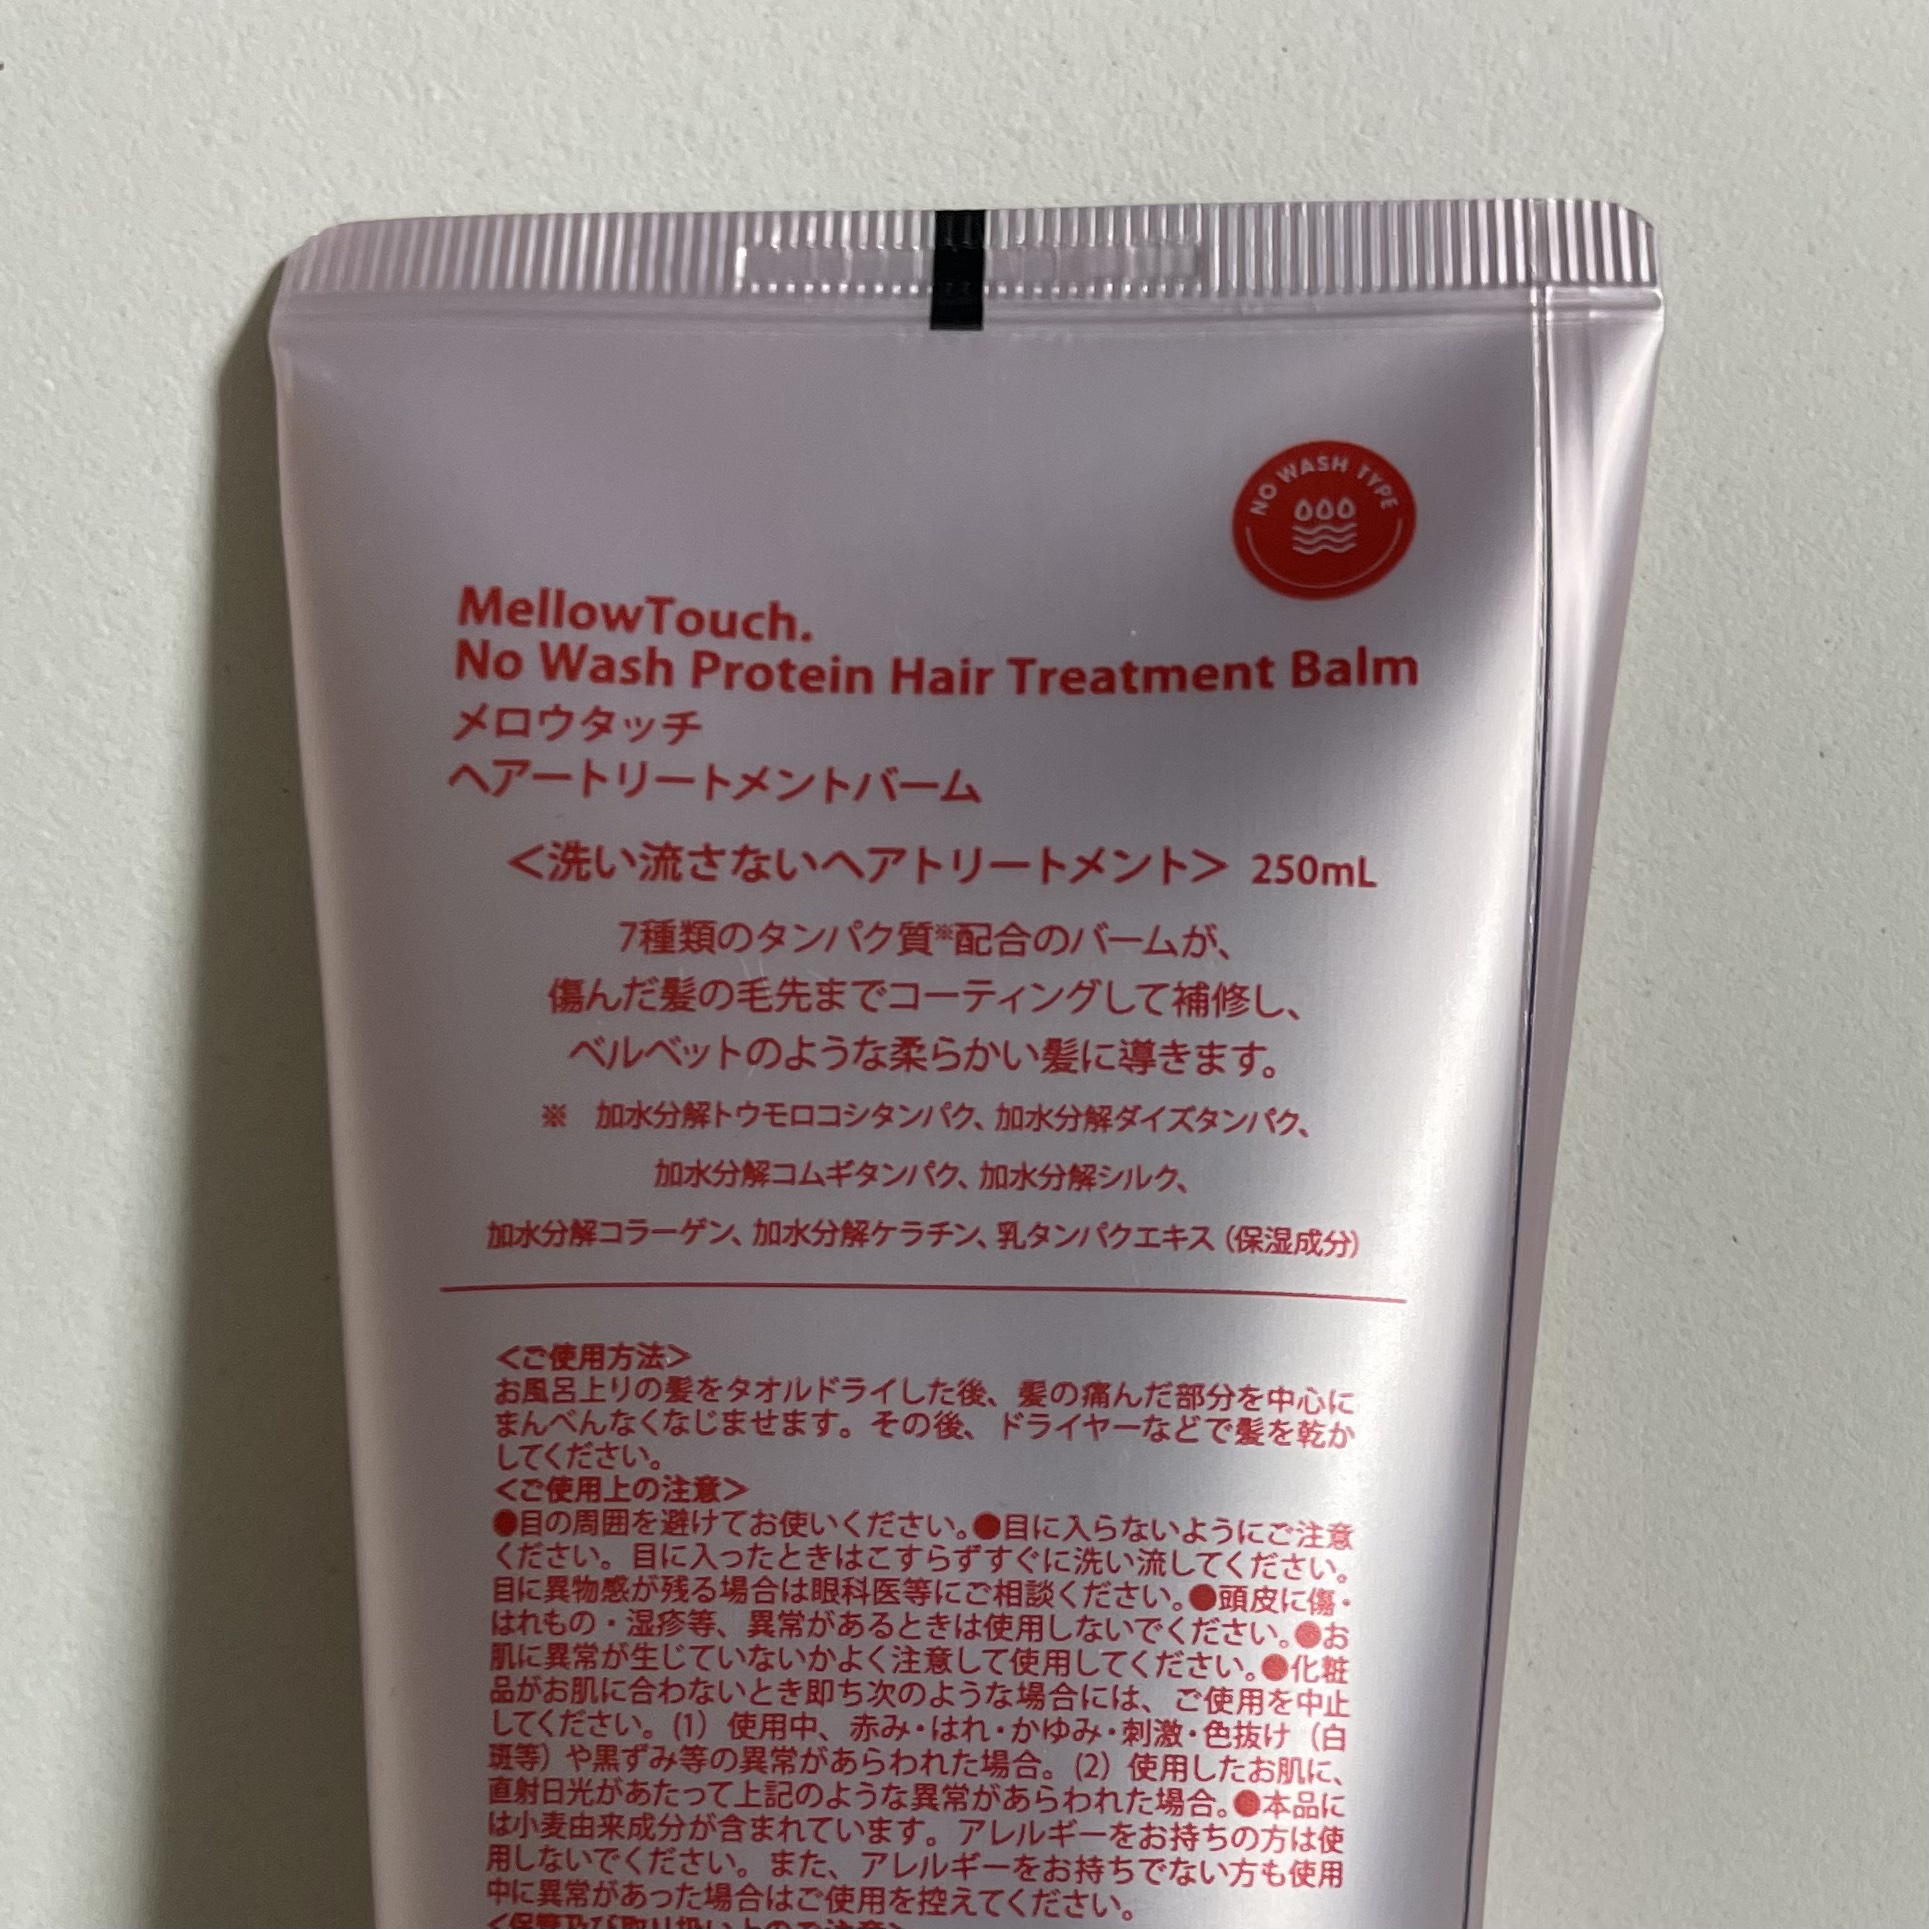 NO WASH TYPE
MellowTouch.
No Wash Protein Hair Treatment Balm
メロウタッチ
ヘアートリートメントバーム
＜洗い流さないヘアトリートメント＞ 250mL
7種類のタンパク質※配合のバームが、
傷んだ髪の毛先までコーティングして補修し、
ベルベットのような柔らかい髪に導きます。
※　加水分解トウモロコシタンパク、加水分解ダイズタンパク、
加水分解コムギタンパク、加水分解シルク、
加水分解コラーゲン、加水分解ケラチン、乳タンパクエキス（保湿成分）
＜ご使用方法＞
お風呂上りの髪をタオルドライした後、髪の痛んだ部分を中心に
まんべんなくなじませます。その後、ドライヤーなどで髪を乾か
してください。
＜ご使用上の注意＞
●目の周囲を避けてお使いください。●目に入らないようにご注意
ください。目に入ったときはこすらずすぐに洗い流してください。
目に異物感が残る場合は眼科医等にご相談ください。●頭皮に傷・
はれもの・湿疹等、異常があるときは使用しないでください。●お
肌に異常が生じていないかよく注意して使用してください。●化粧
品がお肌に合わないとき即ち次のような場合には、ご使用を中止
してください。(1）使用中、赤み・はれ・かゆみ・刺激・色抜け（白
斑等）や黒ずみ等の異常があらわれた場合。(2）使用したお肌に、
直射日光があたって上記のような異常があらわれた場合。●本品に
は小麦由来成分が含まれています。アレルギーをお持ちの方は使
用しないでください。また、アレルギーをお持ちでない方も使用
中に異常があった場合はご使用を控えてください。
＜保管及び取り扱い上のご注意＞